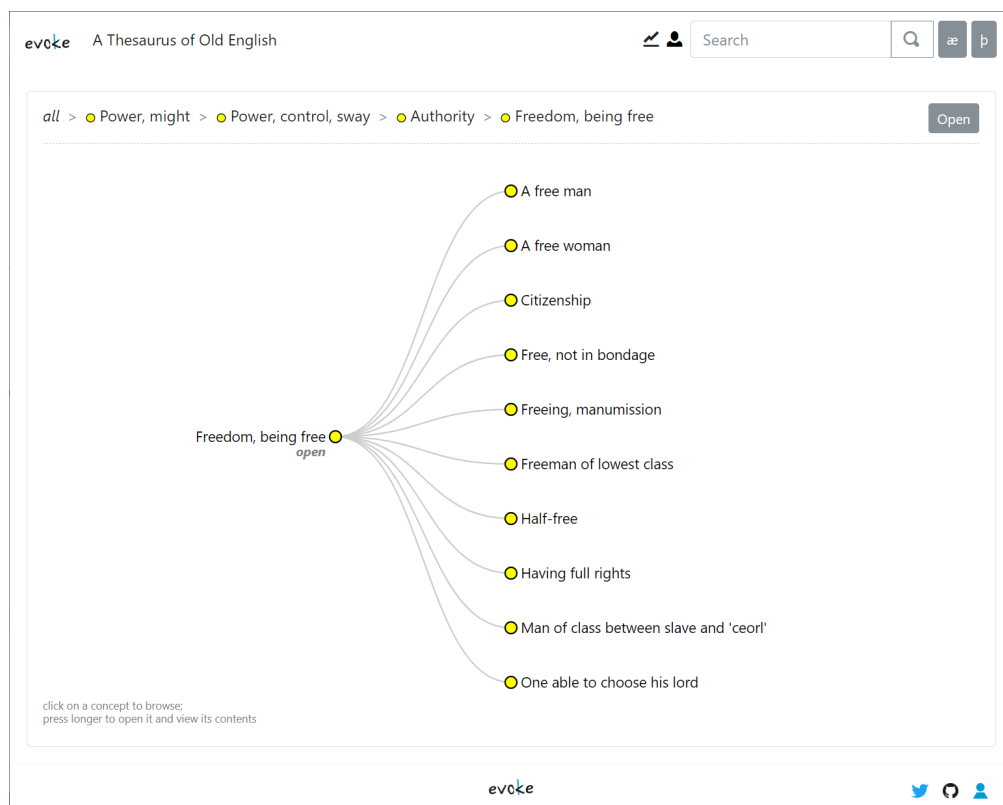 evoke A Thesaurus of Old English Search æ þ
all > Power, might > Power, control, sway > Authority > Freedom, being free Open
A free man
A free woman
Citizenship
Free, not in bondage
Freeing, manumission
Freedom, being free
open
Freeman of lowest class
Half-free
Having full rights
Man of class between slave and 'ceorl'
One able to choose his lord
click on a concept to browse;
press longer to open it and view its contents
evoke